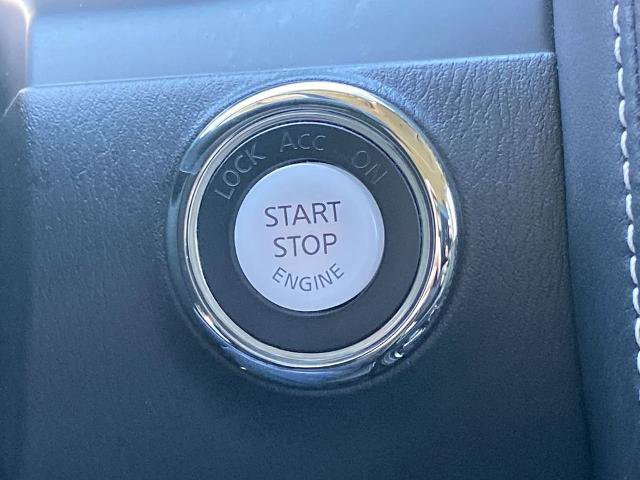 LOCK Acc ON
START
STOP
ENGINE